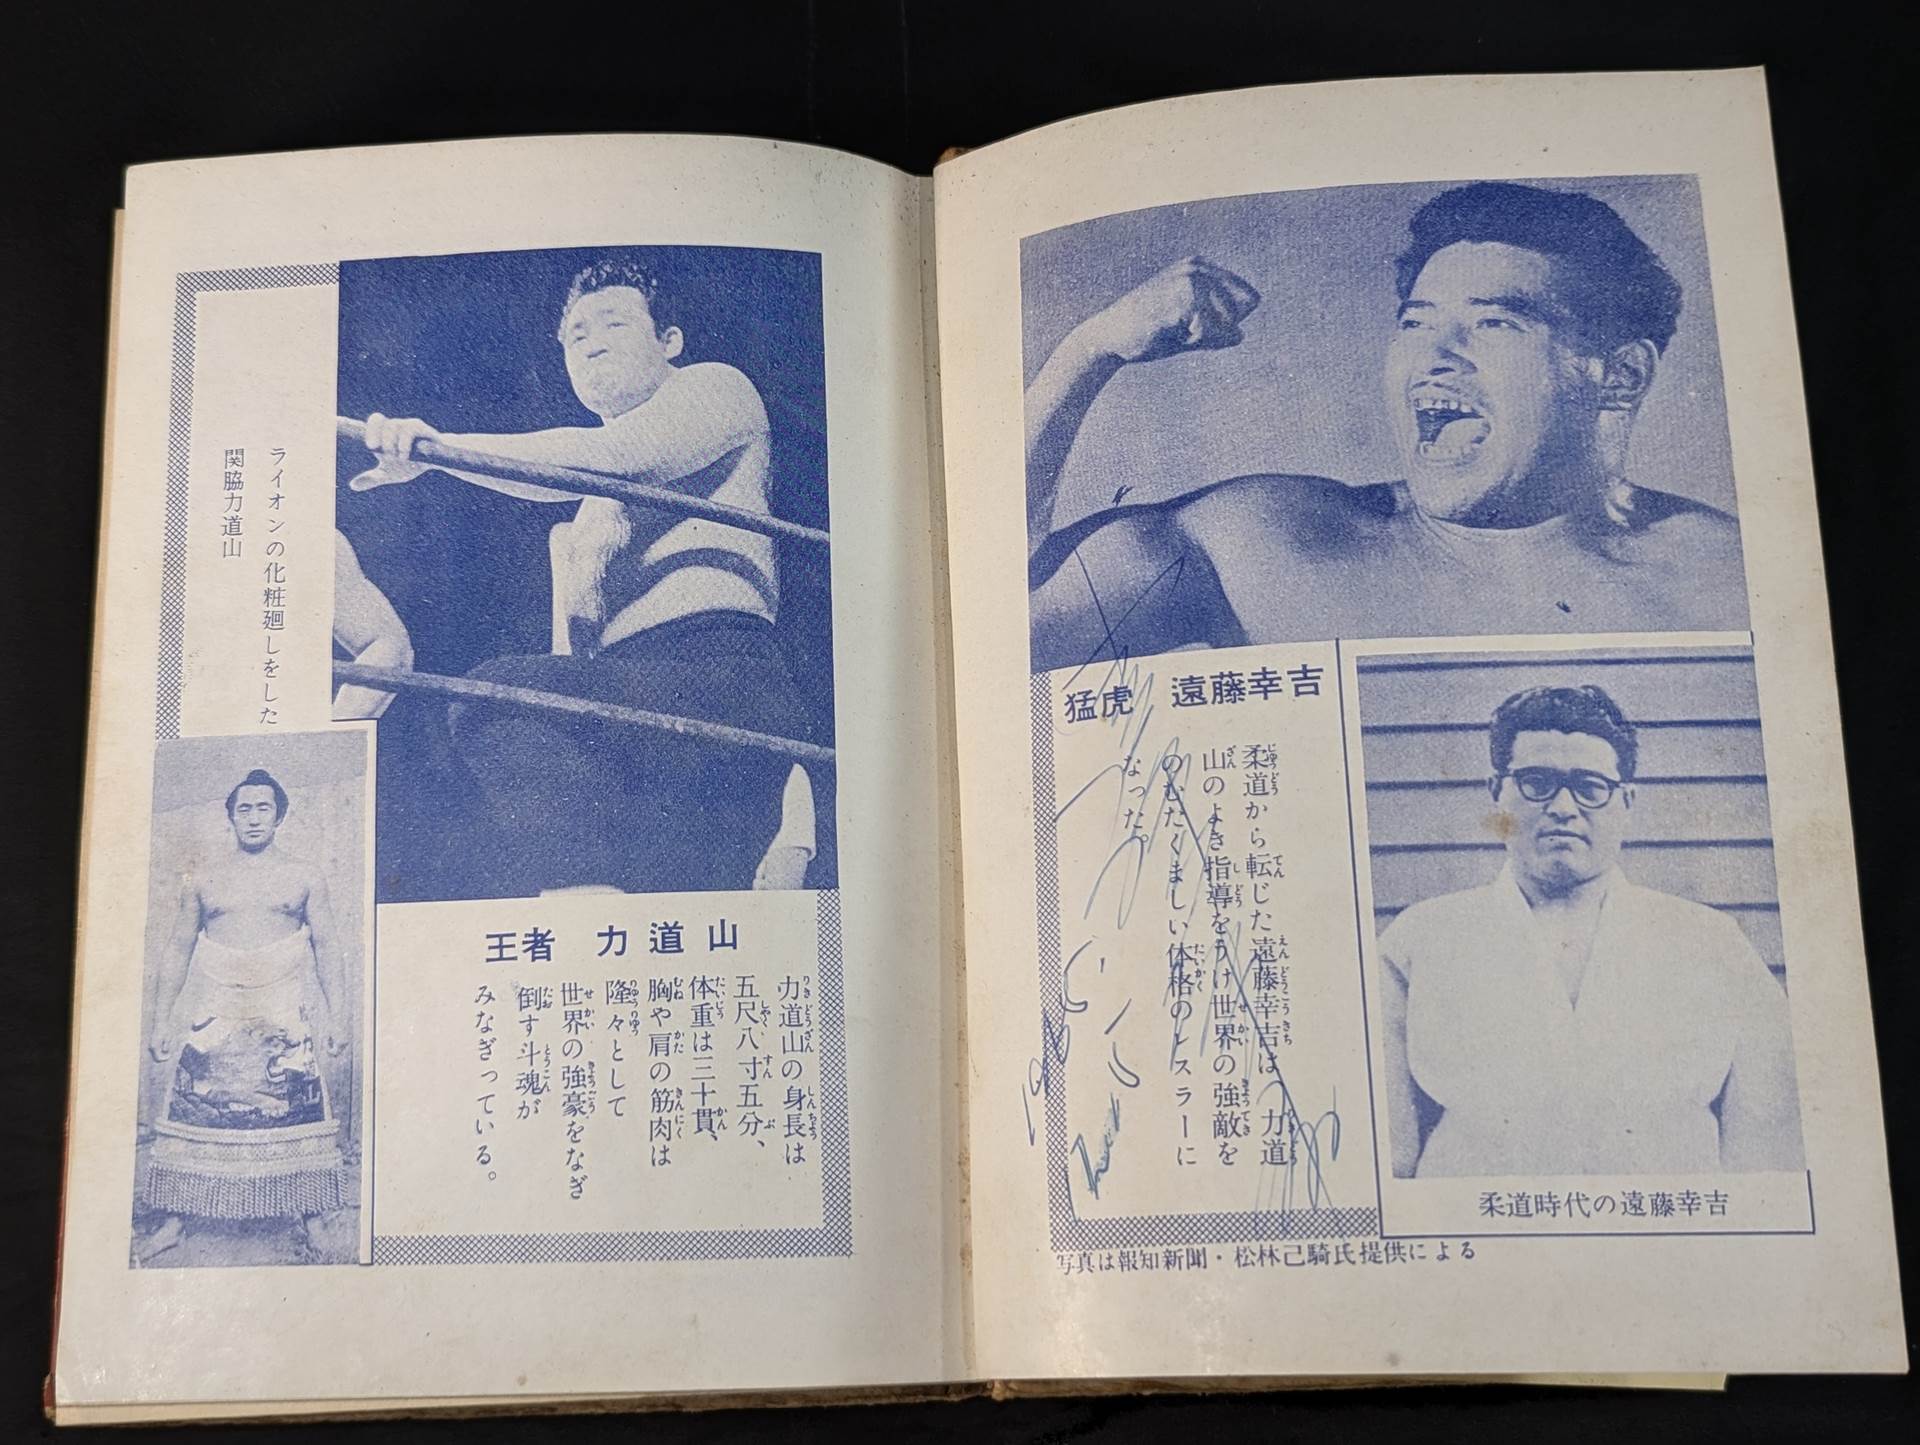 猛虎　遠藤幸吉
柔道から転じた遠藤幸吉は、力道
山のよき指導をうけ世界の強敵を
のむたくましい体格のレスラーに
なった。
柔道時代の遠藤幸吉
写真は報知新聞・松林己騎氏提供による
王者　力道山
力道山の身長は
五尺八寸五分、
体重は三十貫、
胸や肩の筋肉は
隆々として
世界の強豪をなぎ
倒す斗魂が
みなぎっている。
ライオンの化粧廻しをした
関脇力道山